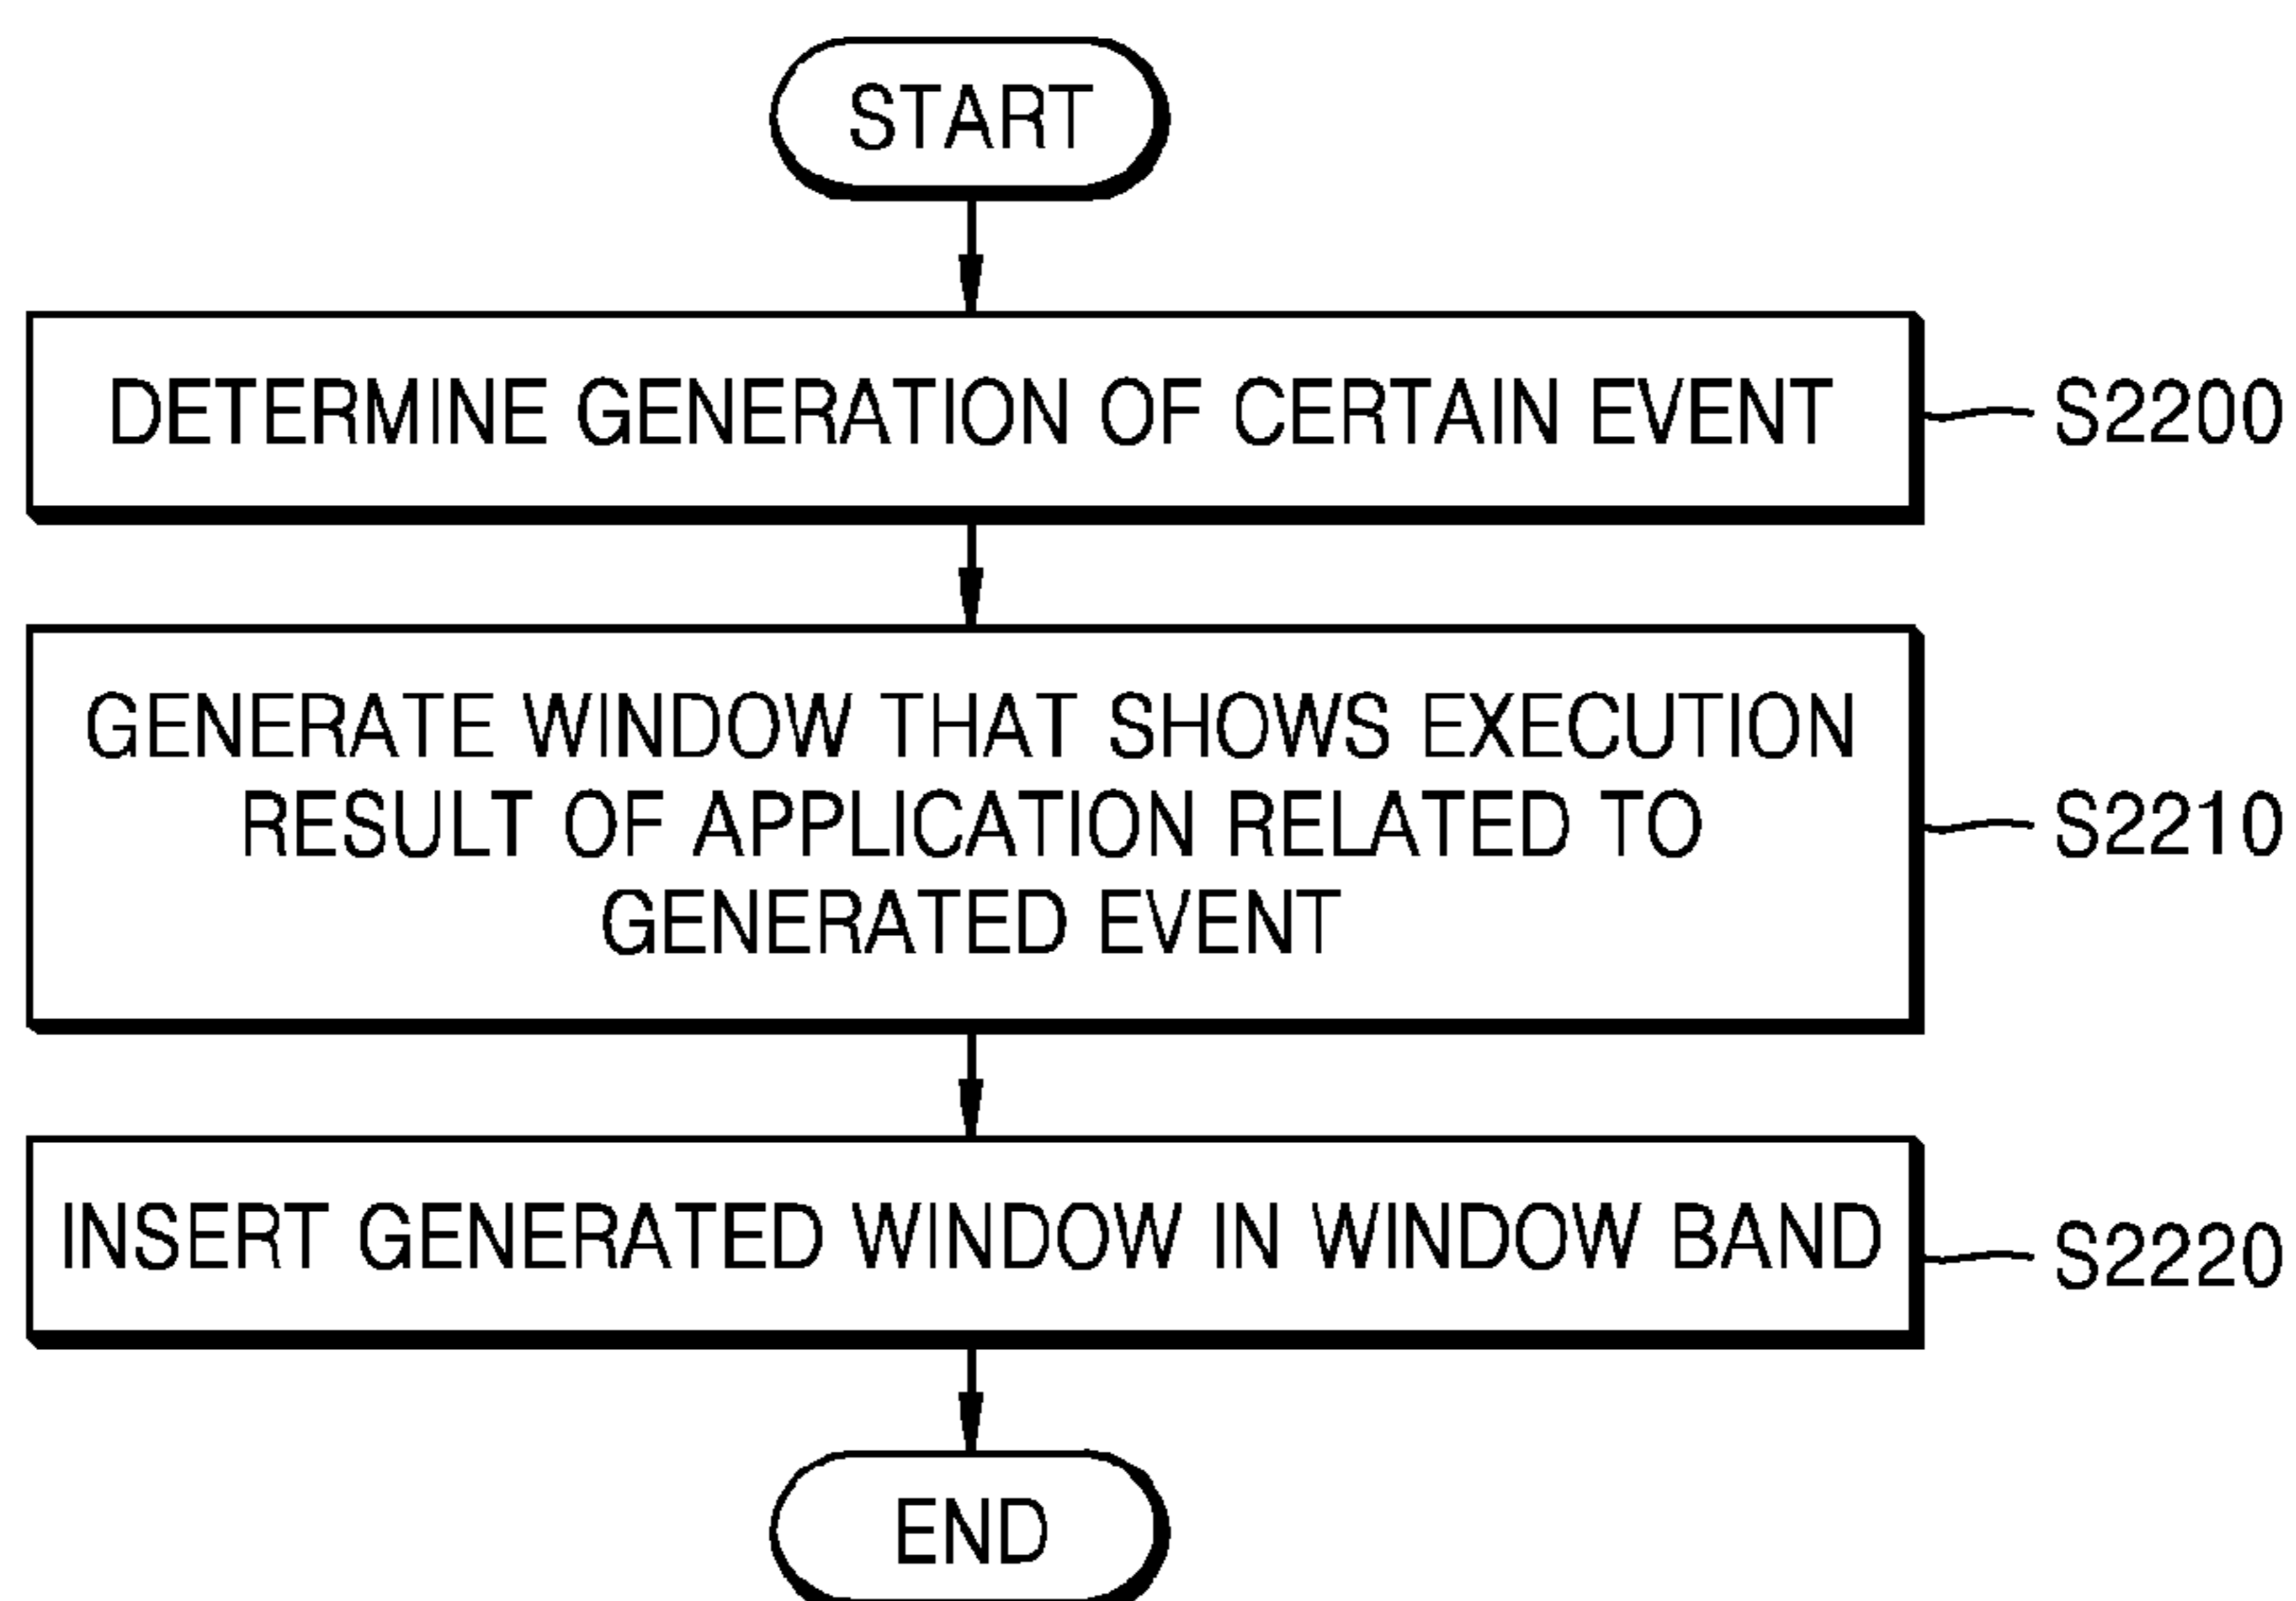 START
DETERMINE GENERATION OF CERTAIN EVENT
S2200
GENERATE WINDOW THAT SHOWS EXECUTION
RESULT OF APPLICATION RELATED TO
GENERATED EVENT
S2210
INSERT GENERATED WINDOW IN WINDOW BAND
S2220
END